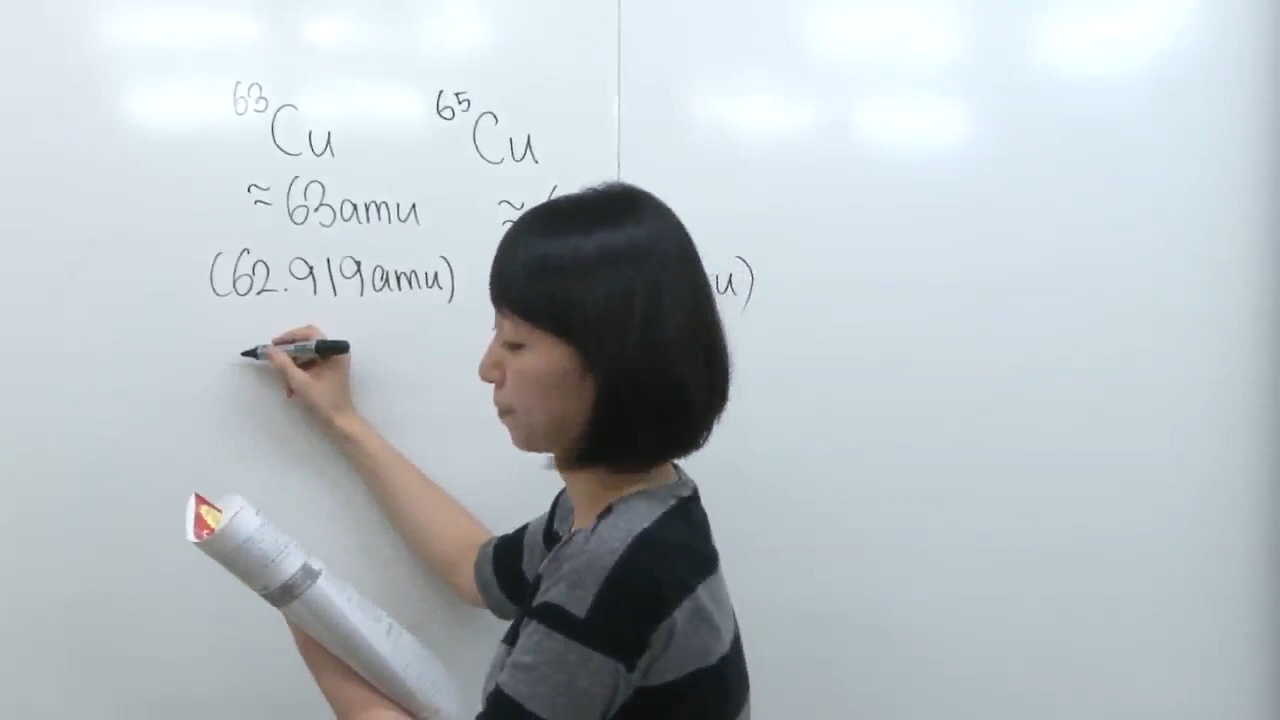 63Cu 65Cu
≈ 63amu ≈
(62.919amu) u)